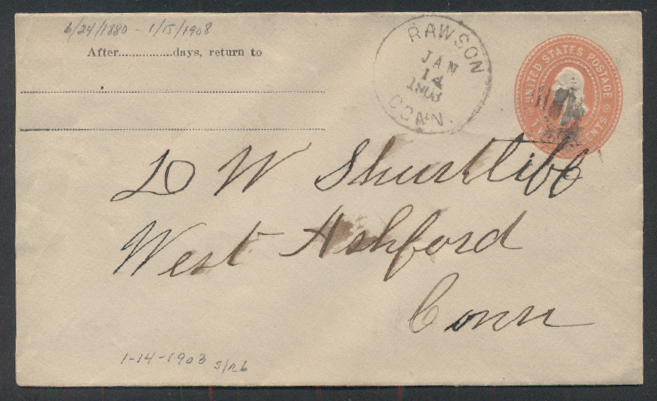 6/24/1880 - 1/15/1908
After...............days, return to
RAWSON
JAN
14
1903
CONN.
UNITED STATES POSTAGE
D W Shurtliff
West Ashford
Conn
1-14-1903 S/R6